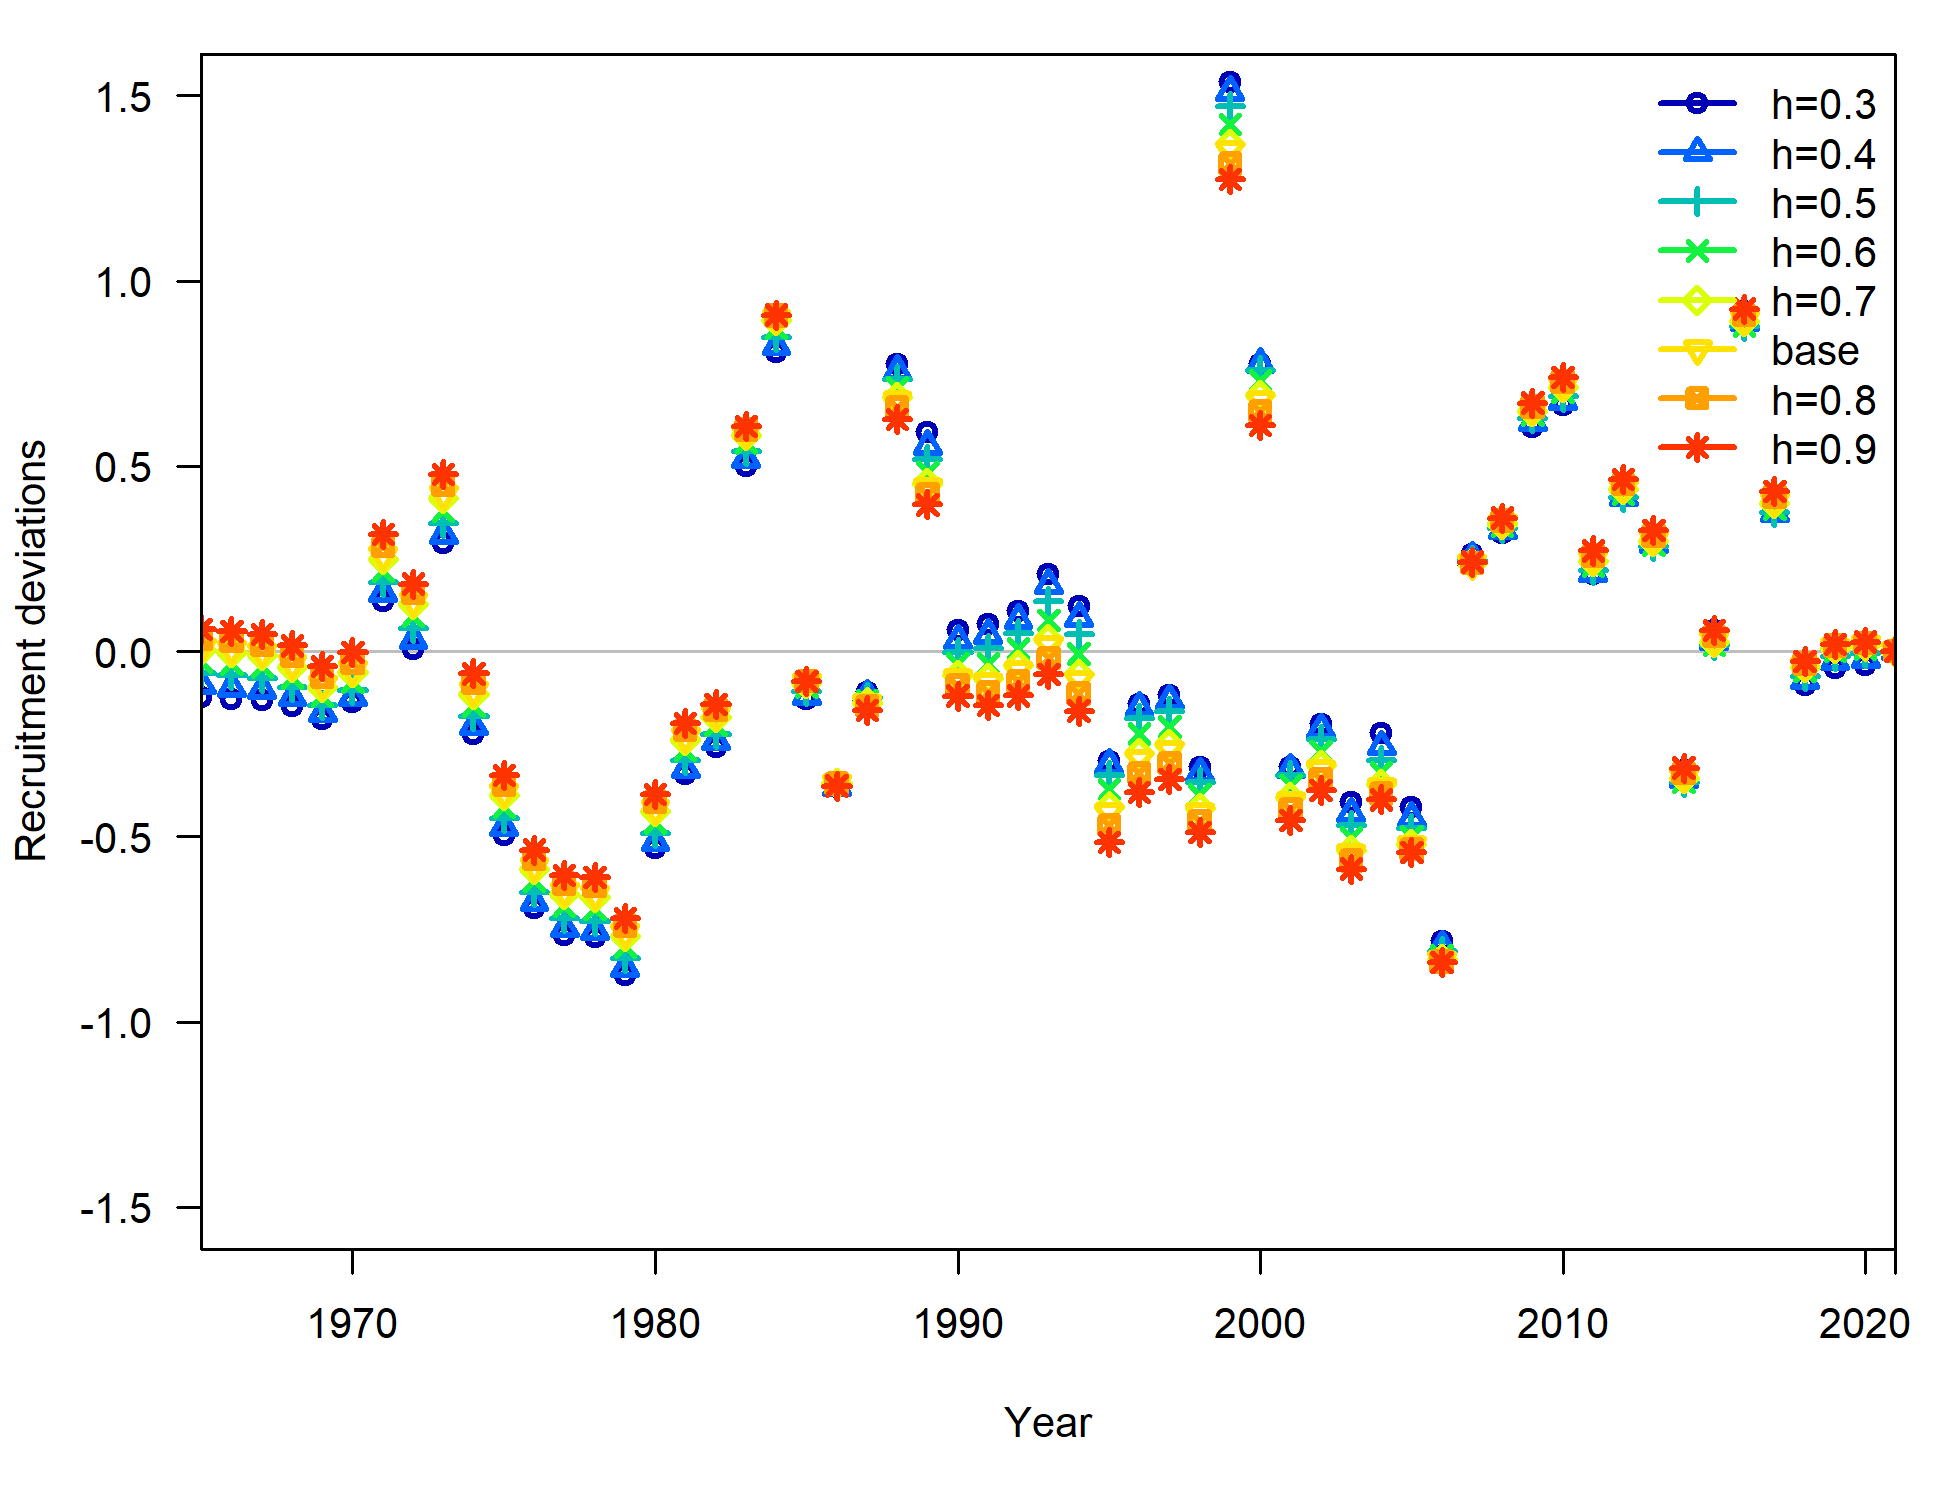 1.5
1.0
0.5
0.0
-0.5
-1.0
-1.5
Recruitment deviations
h=0.3
h=0.4
h=0.5
h=0.6
h=0.7
base
h=0.8
h=0.9
1970 1980 1990 2000 2010 2020
Year